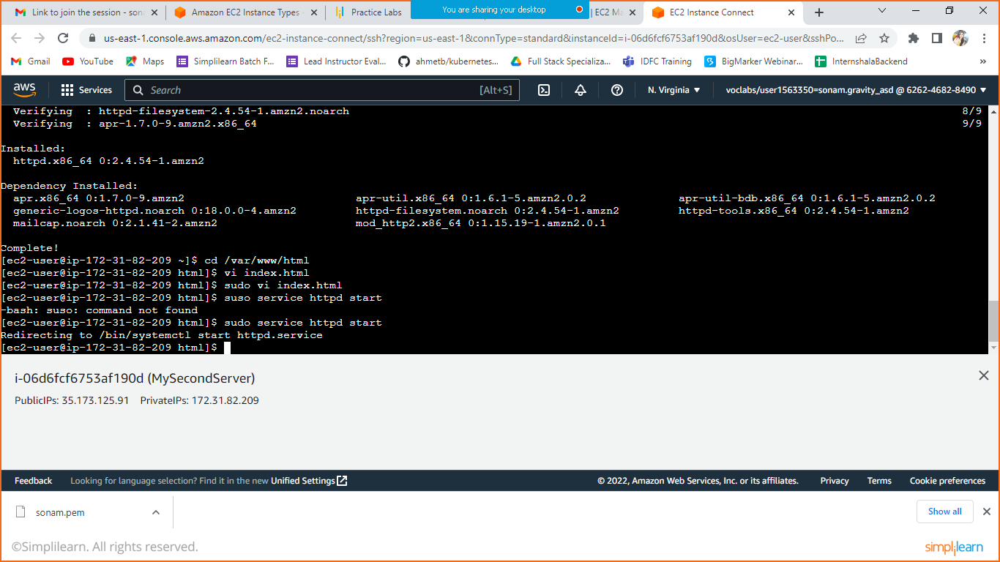 Link to join the session - sona
Amazon EC2 Instance Types -
Practice Labs
You are sharing your desktop
| EC2 Ma
EC2 Instance Connect
us-east-1.console.aws.amazon.com/ec2-instance-connect/ssh?region=us-east-1&connType=standard&instanceId=i-06d6fcf6753af190d&osUser=ec2-user&sshPo...
Gmail
YouTube
Maps
Simplilearn Batch F...
Lead Instructor Eval...
ahmetb/kubernetes...
Full Stack Specializa...
IDFC Training
BigMarker Webinar...
InternshalaBackend
»
aws
Services
Search
[Alt+S]
N. Virginia
voclabs/user1563350=sonam.gravity_asd @ 6262-4682-8490
Verifying : httpd-filesystem-2.4.54-1.amzn2.noarch 8/9
Verifying : apr-1.7.0-9.amzn2.x86_64 9/9
Installed:
httpd.x86_64 0:2.4.54-1.amzn2
Dependency Installed:
apr.x86_64 0:1.7.0-9.amzn2 apr-util.x86_64 0:1.6.1-5.amzn2.0.2 apr-util-bdb.x86_64 0:1.6.1-5.amzn2.0.2
generic-logos-httpd.noarch 0:18.0.0-4.amzn2 httpd-filesystem.noarch 0:2.4.54-1.amzn2 httpd-tools.x86_64 0:2.4.54-1.amzn2
mailcap.noarch 0:2.1.41-2.amzn2 mod_http2.x86_64 0:1.15.19-1.amzn2.0.1
Complete!
[ec2-user@ip-172-31-82-209 ~]$ cd /var/www/html
[ec2-user@ip-172-31-82-209 html]$ vi index.html
[ec2-user@ip-172-31-82-209 html]$ sudo vi index.html
[ec2-user@ip-172-31-82-209 html]$ suso service httpd start
-bash: suso: command not found
[ec2-user@ip-172-31-82-209 html]$ sudo service httpd start
Redirecting to /bin/systemctl start httpd.service
[ec2-user@ip-172-31-82-209 html]$
i-06d6fcf6753af190d (MySecondServer)
PublicIPs: 35.173.125.91 PrivateIPs: 172.31.82.209
Feedback
Looking for language selection? Find it in the new Unified Settings
© 2022, Amazon Web Services, Inc. or its affiliates.
Privacy
Terms
Cookie preferences
sonam.pem
Show all
©Simplilearn. All rights reserved.
simplilearn